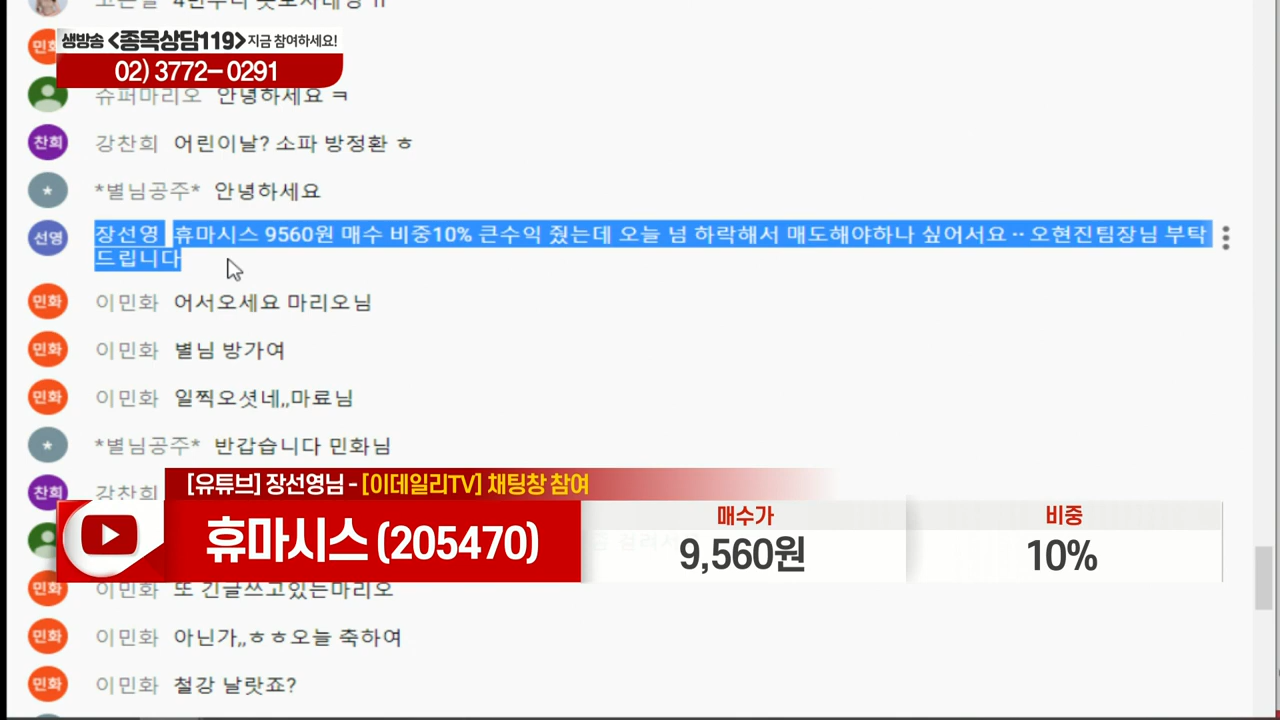 생방송 <종목상담119> 지금 참여하세요!
02) 3772-0291
민화
슈퍼마리오 안녕하세요 ㅋ
찬희 강찬희 어린이날? 소파 방정환 ㅎ
*별님공주* 안녕하세요
선영 장선영 휴마시스 9560원 매수 비중10% 큰수익 줬는데 오늘 넘 하락해서 매도해야하나 싶어서요 ·· 오현진팀장님 부탁
드립니다
민화 이민화 어서오세요 마리오님
민화 이민화 별님 방가여
민화 이민화 일찍오셧네,,마료님
*별님공주* 반갑습니다 민화님
[유튜브] 장선영님 - [이데일리TV] 채팅창 참여
찬희 강찬희
휴마시스 (205470)
매수가
9,560원
비중
10%
민화 이민화 또 긴글쓰고있는마리오
민화 이민화 아닌가,,ㅎㅎ오늘 축하여
민화 이민화 철강 날랏죠?